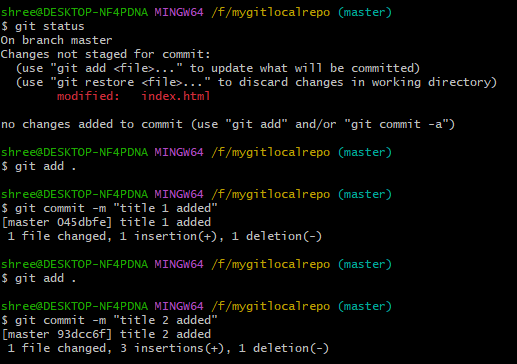 shree@DESKTOP-NF4PDNA MINGW64 /f/mygitlocalrepo (master)
$ git status
On branch master
Changes not staged for commit:
  (use "git add <file>..." to update what will be committed)
  (use "git restore <file>..." to discard changes in working directory)
        modified:   index.html

no changes added to commit (use "git add" and/or "git commit -a")

shree@DESKTOP-NF4PDNA MINGW64 /f/mygitlocalrepo (master)
$ git add .

shree@DESKTOP-NF4PDNA MINGW64 /f/mygitlocalrepo (master)
$ git commit -m "title 1 added"
[master 045dbfe] title 1 added
 1 file changed, 1 insertion(+), 1 deletion(-)

shree@DESKTOP-NF4PDNA MINGW64 /f/mygitlocalrepo (master)
$ git add .

shree@DESKTOP-NF4PDNA MINGW64 /f/mygitlocalrepo (master)
$ git commit -m "title 2 added"
[master 93dcc6f] title 2 added
 1 file changed, 3 insertions(+), 1 deletion(-)